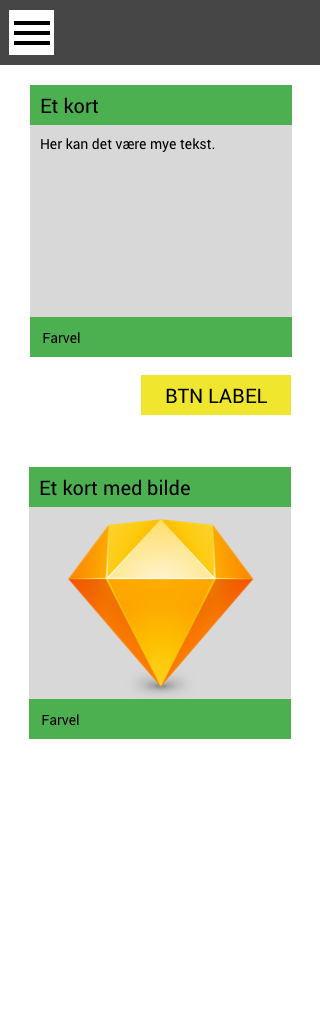 Et kort
Her kan det være mye tekst.
Farvel
BTN LABEL
Et kort med bilde
Farvel